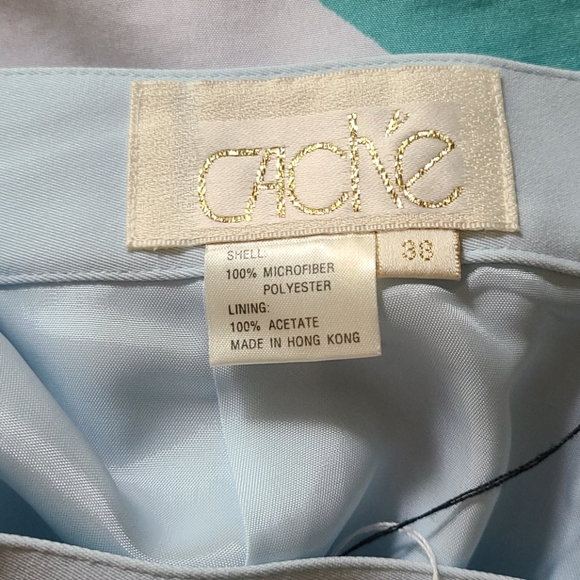 CAChé
38
SHELL:
100% MICROFIBER
POLYESTER
LINING:
100% ACETATE
MADE IN HONG KONG